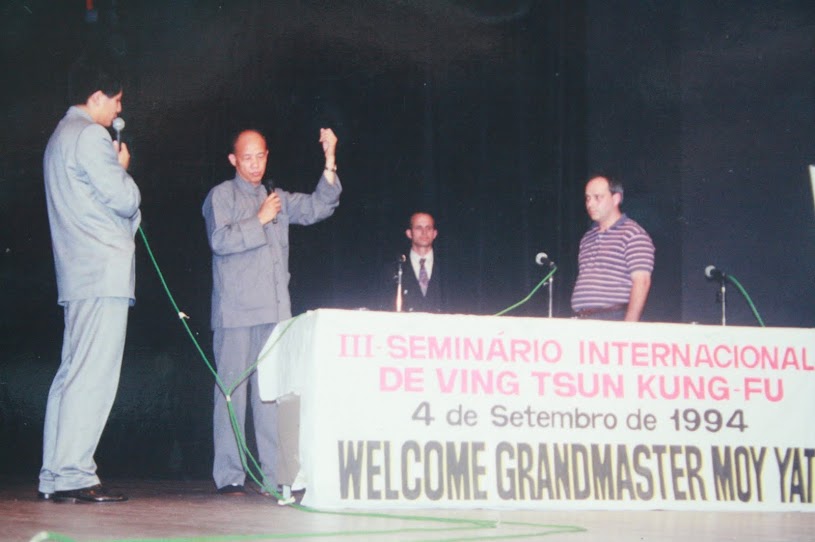 III-SEMINÁRIO INTERNACIONAL
DE VING TSUN KUNG-FU
4 de Setembro de 1994
WELCOME GRANDMASTER MOY YAT